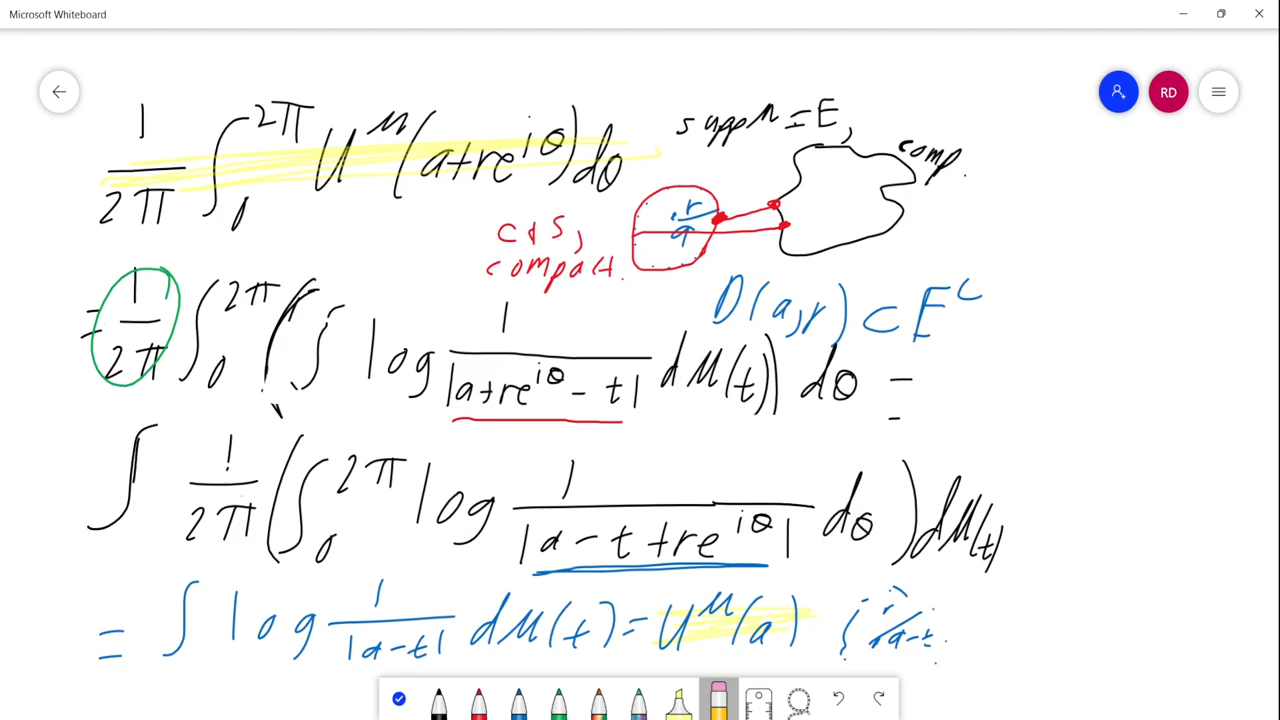 Microsoft Whiteboard
RD
1/2π ∫_0^{2π} U^μ(a+re^{iθ})dθ
supp μ = E,
comp.
r
a
cts,
compact.
D(a,r) ⊂ E^c
= 1/2π ∫_0^{2π} (∫ log 1/|a+re^{iθ} - t| dμ(t)) dθ =
∫ 1/2π (∫_0^{2π} log 1/|a-t+re^{iθ}| dθ) dμ(t)
= ∫ log 1/|a-t| dμ(t) = U^μ(a)